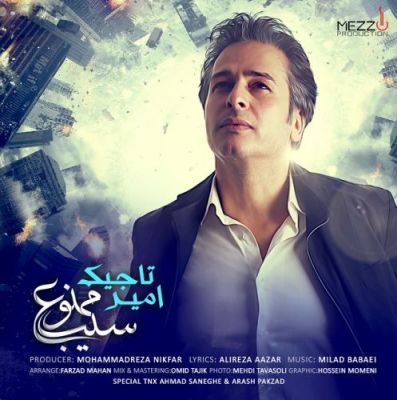 MEZZO
PRODUCTION
امیر تاجیک
سیب ممنوع
PRODUCER: MOHAMMADREZA NIKFAR LYRICS: ALIREZA AAZAR MUSIC: MILAD BABAEI
ARRANGE:FARZAD MAHAN MIX & MASTERING:OMID TAJIK PHOTO:MEHDI TAVASOLI GRAPHIC:HOSSEIN MOMENI
SPECIAL TNX AHMAD SANEGHE & ARASH PAKZAD